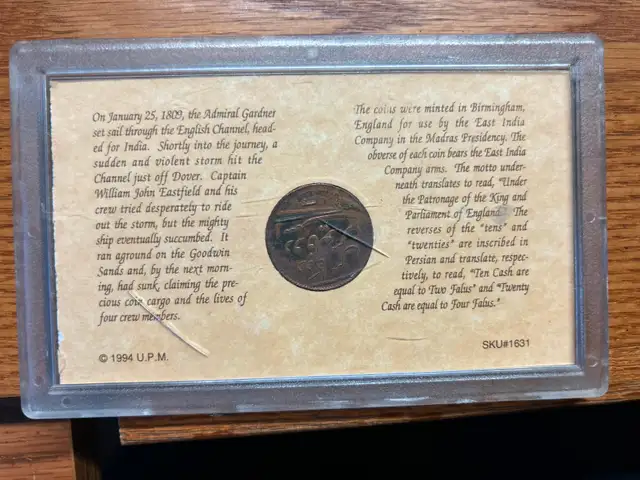 On January 25, 1809, the Admiral Gardner
set sail through the English Channel, head-
ed for India. Shortly into the journey, a
sudden and violent storm hit the
Channel just off Dover. Captain
William John Eastfield and his
crew tried desperately to ride
out the storm, but the mighty
ship eventually succumbed. It
ran aground on the Goodwin
Sands and, by the next morn-
ing, had sunk, claiming the pre-
cious coin cargo and the lives of
four crew members.
© 1994 U.P.M.
The coins were minted in Birmingham,
England for use by the East India
Company in the Madras Presidency. The
obverse of each coin bears the East India
Company arms. The motto under-
neath translates to read, "Under
the Patronage of the King and
Parliament of England." The
reverses of the "tens" and
"twenties" are inscribed in
Persian and translate, respec-
tively, to read, "Ten Cash are
equal to Two Falus" and "Twenty
Cash are equal to Four Falus."
SKU#1631